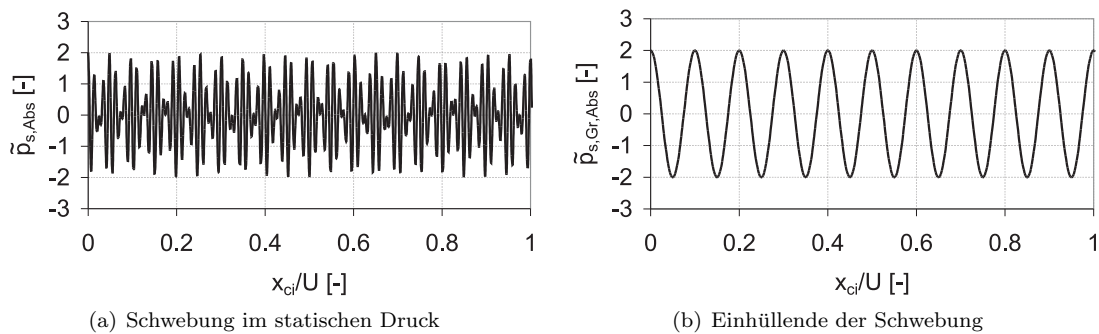 3
2
1
0
-1
-2
-3
p̃s,Abs [-]
0 0.2 0.4 0.6 0.8 1
xci/U [-]
(a) Schwebung im statischen Druck
3
2
1
0
-1
-2
-3
p̃s,Gr,Abs [-]
0 0.2 0.4 0.6 0.8 1
xci/U [-]
(b) Einhüllende der Schwebung